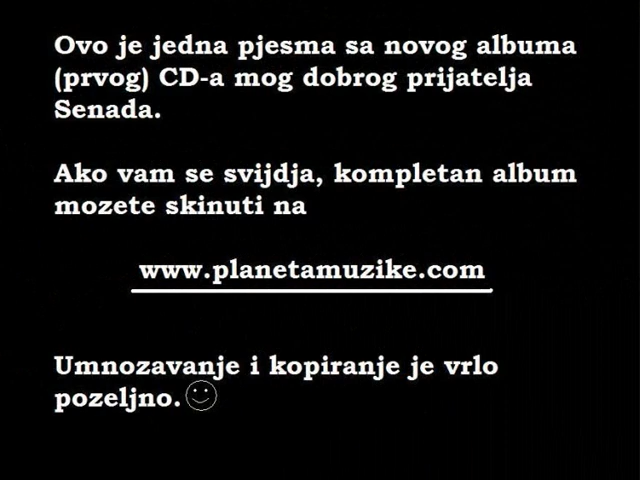 Ovo je jedna pjesma sa novog albuma
(prvog) CD-a mog dobrog prijatelja
Senada.
Ako vam se svijdja, kompletan album
mozete skinuti na
www.planetamuzike.com
Umnozavanje i kopiranje je vrlo
pozeljno.☺